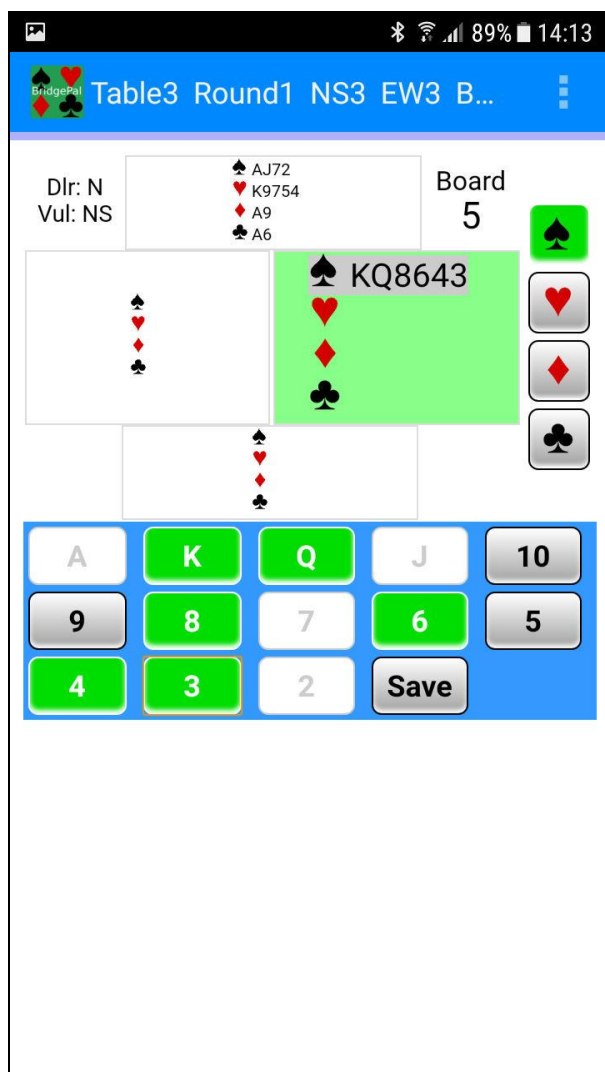 89% 14:13
BridgePal Table3 Round1 NS3 EW3 B...
Dlr: N
Vul: NS
♠ AJ72
♥ K9754
♦ A9
♣ A6
Board
5
♠ KQ8643
♥
♦
♣
♠
♥
♦
♣
♠
♥
♦
♣
♠
♥
♦
♣
A K Q J 10
9 8 7 6 5
4 3 2 Save